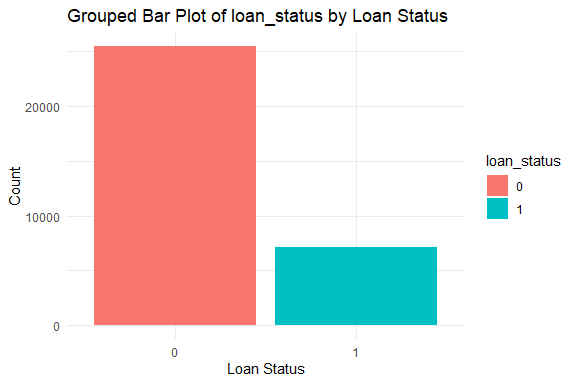 Grouped Bar Plot of loan_status by Loan Status
Count
20000
10000
0
0
1
Loan Status
loan_status
0
1